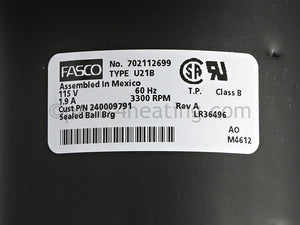 FASCO No. 702112699
TYPE U21B
Assembled In Mexico
115 V 60 Hz T.P. Class B
1.9 A 3300 RPM
Cust P/N 240009791 Rev A
Sealed Ball Brg LR36496
AO
M4612